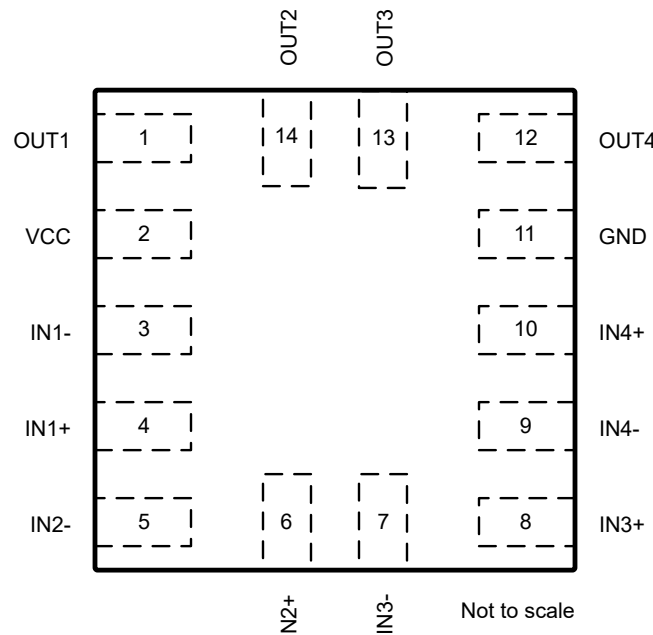 OUT2 OUT3
OUT1 1 14 13 12 OUT4
VCC 2 11 GND
IN1- 3 10 IN4+
IN1+ 4 9 IN4-
IN2- 5 6 7 8 IN3+
N2+ IN3- Not to scale